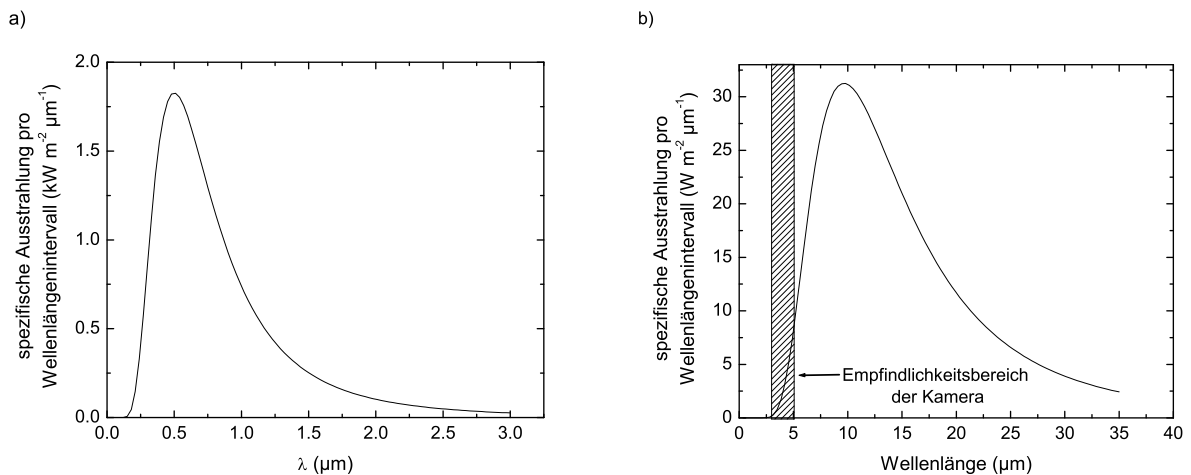 a)
spezifische Ausstrahlung pro
Wellenlängenintervall (kW m⁻² µm⁻¹)
2.0
1.5
1.0
0.5
0.0
0.0 0.5 1.0 1.5 2.0 2.5 3.0
λ (µm)
b)
spezifische Ausstrahlung pro
Wellenlängenintervall (W m⁻² µm⁻¹)
30
25
20
15
10
5
0
0 5 10 15 20 25 30 35 40
Wellenlänge (µm)
Empfindlichkeitsbereich
der Kamera